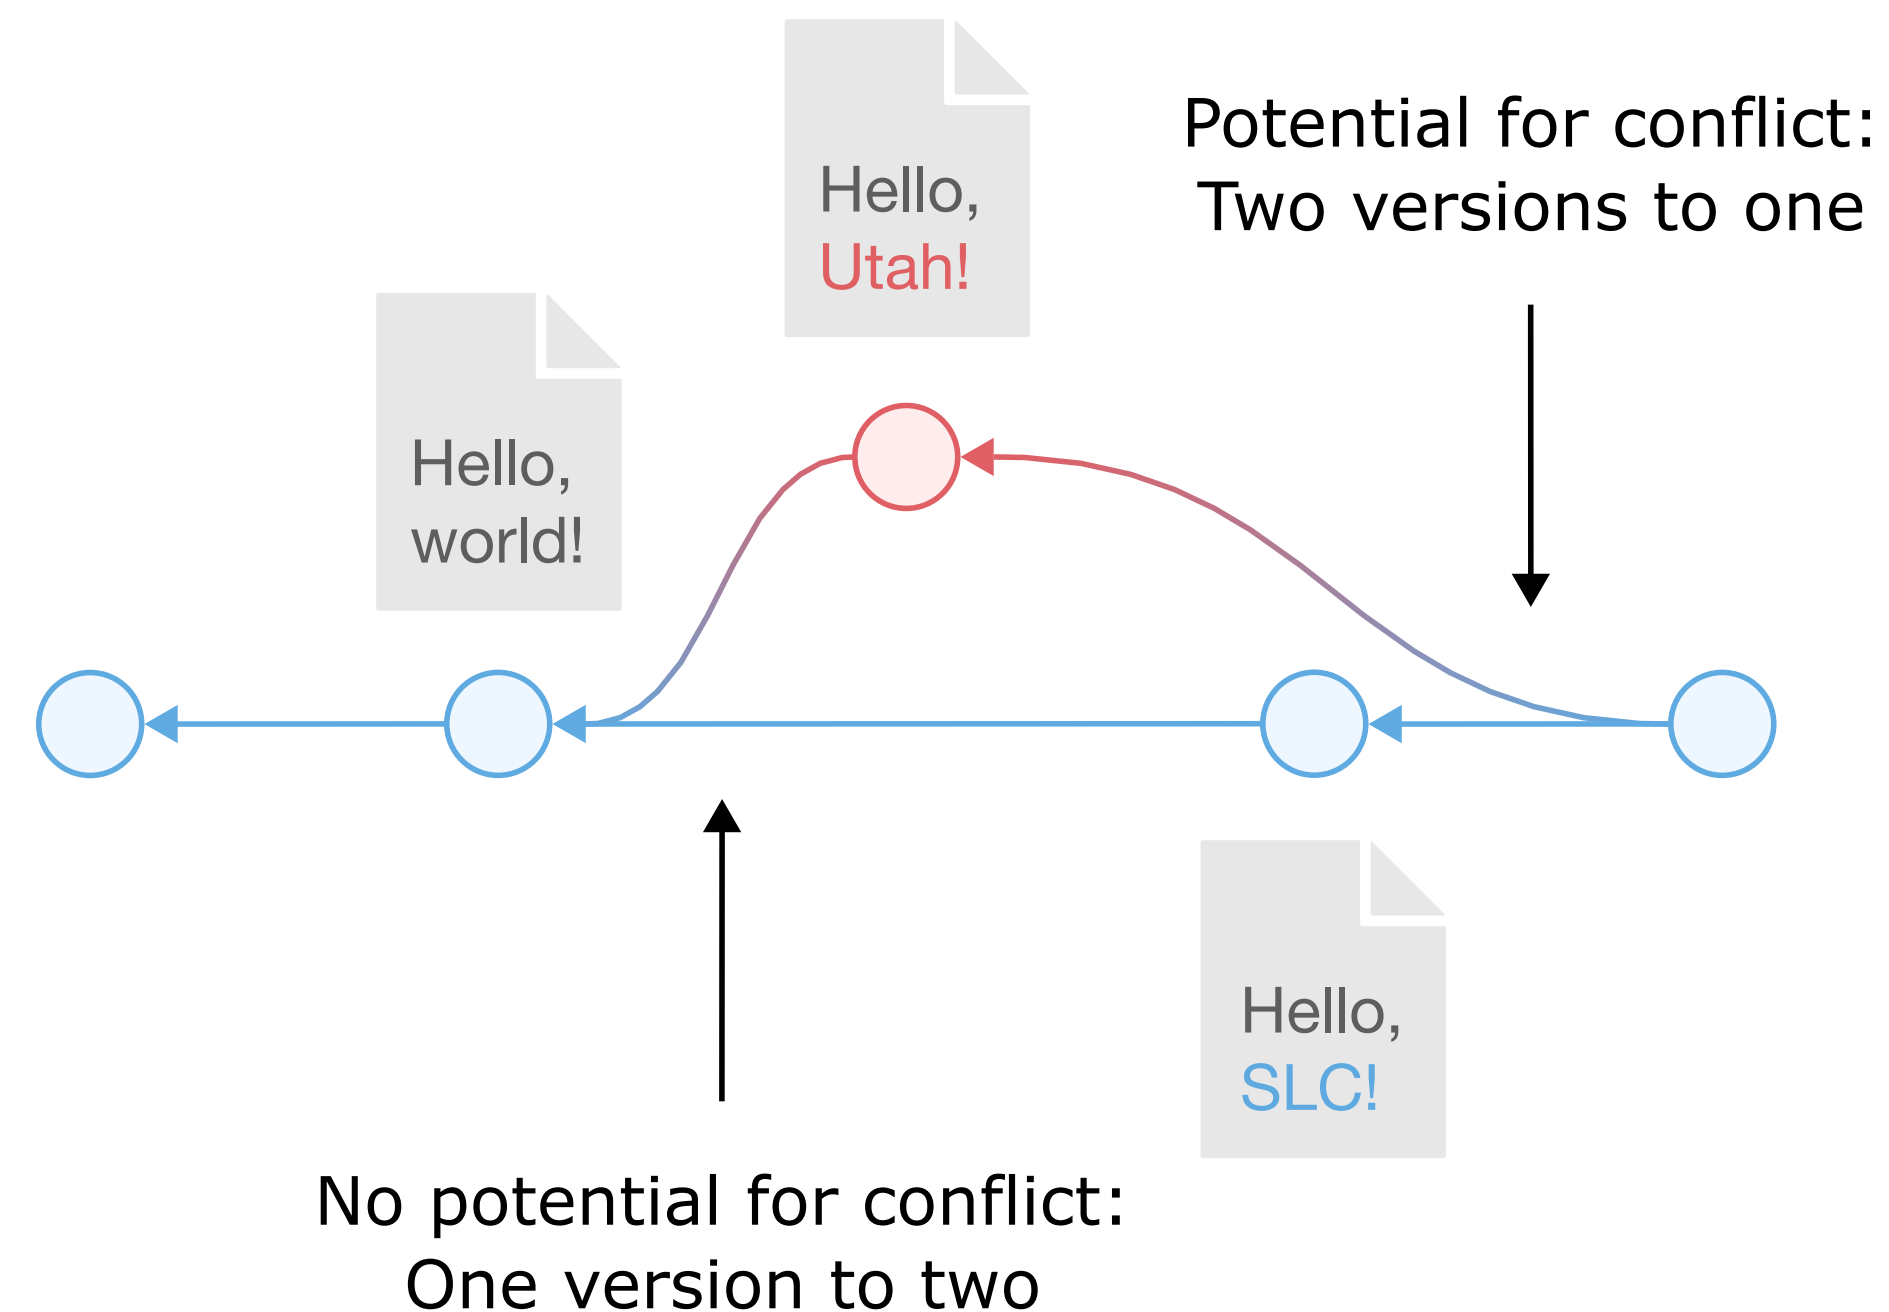 Hello,
Utah!
Potential for conflict:
Two versions to one
Hello,
world!
Hello,
SLC!
No potential for conflict:
One version to two